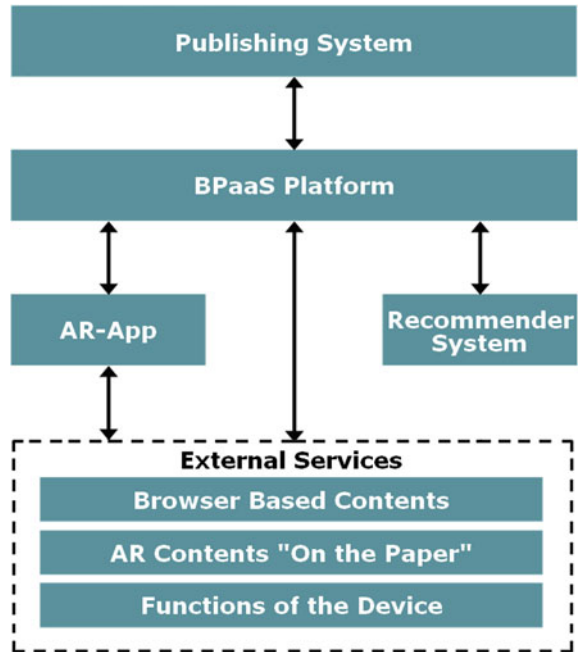 Publishing System
BPaaS Platform
AR-App
Recommender
System
External Services
Browser Based Contents
AR Contents "On the Paper"
Functions of the Device